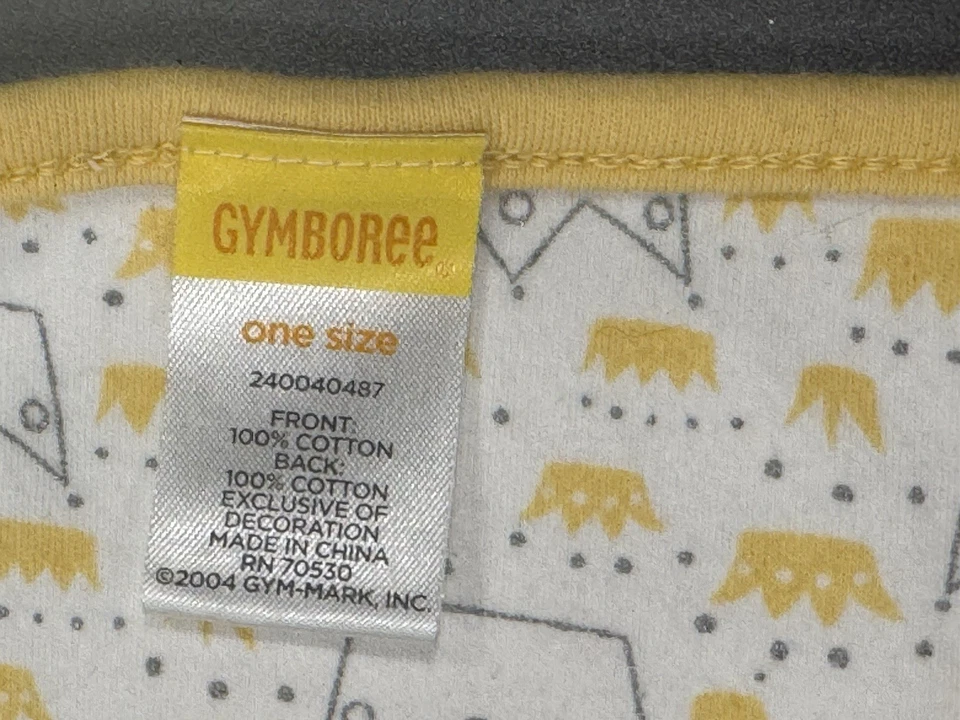 GYMBOREE®
one size
240040487
FRONT:
100% COTTON
BACK:
100% COTTON
EXCLUSIVE OF
DECORATION
MADE IN CHINA
RN 70530
©2004 GYM-MARK, INC.